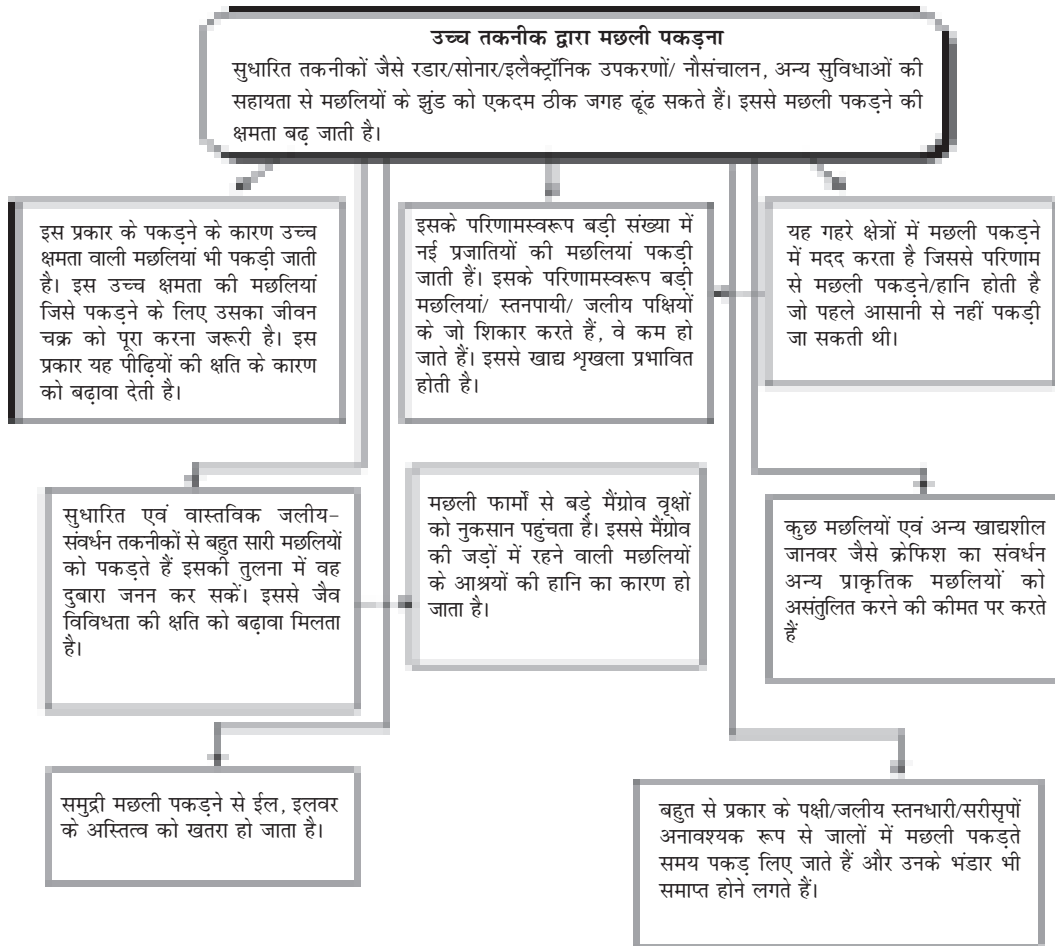 उच्च तकनीक द्वारा मछली पकड़ना
सुधारित तकनीकों जैसे रडार/सोनार/इलैक्ट्रॉनिक उपकरणों/ नौसंचालन, अन्य सुविधाओं की
सहायता से मछलियों के झुंड को एकदम ठीक जगह ढूंढ सकते हैं। इससे मछली पकड़ने की
क्षमता बढ़ जाती है।
इस प्रकार के पकड़ने के कारण उच्च
क्षमता वाली मछलियां भी पकड़ी जाती
है। इस उच्च क्षमता की मछलियां
जिसे पकड़ने के लिए उसका जीवन
चक्र को पूरा करना जरूरी है। इस
प्रकार यह पीढ़ियों की क्षति के कारण
को बढ़ावा देती है।
इसके परिणामस्वरूप बड़ी संख्या में
नई प्रजातियों की मछलियां पकड़ी
जाती हैं। इसके परिणामस्वरूप बड़ी
मछलियां/ स्तनपायी/ जलीय पक्षियों
के जो शिकार करते हैं, वे कम हो
जाते हैं। इससे खाद्य शृखला प्रभावित
होती है।
यह गहरे क्षेत्रों में मछली पकड़ने
में मदद करता है जिससे परिणाम
से मछली पकड़ने/हानि होती है
जो पहले आसानी से नहीं पकड़ी
जा सकती थी।
सुधारित एवं वास्तविक जलीय-
संवर्धन तकनीकों से बहुत सारी मछलियों
को पकड़ते हैं इसकी तुलना में वह
दुबारा जनन कर सकें। इससे जैव
विविधता की क्षति को बढ़ावा मिलता
है।
मछली फार्मों से बड़े मैंग्रोव वृक्षों
को नुकसान पहुंचता है। इससे मैंग्रोव
की जड़ों में रहने वाली मछलियों
के आश्रयों की हानि का कारण हो
जाता है।
कुछ मछलियों एवं अन्य खाद्यशील
जानवर जैसे क्रेफिश का संवर्धन
अन्य प्राकृतिक मछलियों को
असंतुलित करने की कीमत पर करते
हैं
समुद्री मछली पकड़ने से ईल, इलवर
के अस्तित्व को खतरा हो जाता है।
बहुत से प्रकार के पक्षी/जलीय स्तनधारी/सरीसृपों
अनावश्यक रूप से जालों में मछली पकड़ते
समय पकड़ लिए जाते हैं और उनके भंडार भी
समाप्त होने लगते हैं।